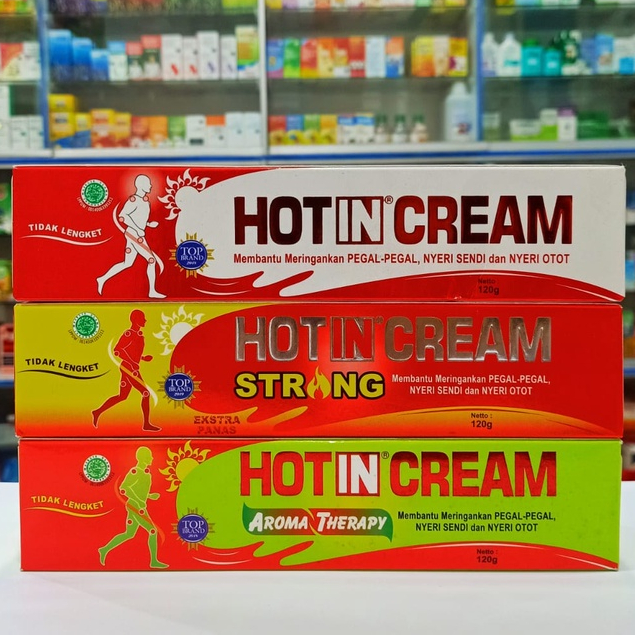 TIDAK LENGKET
TOP
BRAND
HOT IN® CREAM
Membantu Meringankan PEGAL-PEGAL, NYERI SENDI dan NYERI OTOT
Netto :
120g
TIDAK LENGKET
TOP
BRAND
HOT IN® CREAM
STRONG
EKSTRA
PANAS
Membantu Meringankan PEGAL-PEGAL,
NYERI SENDI dan NYERI OTOT
Netto :
120g
TIDAK LENGKET
TOP
BRAND
HOT IN® CREAM
AROMA THERAPY
Membantu Meringankan PEGAL-PEGAL,
NYERI SENDI dan NYERI OTOT
Netto :
120g